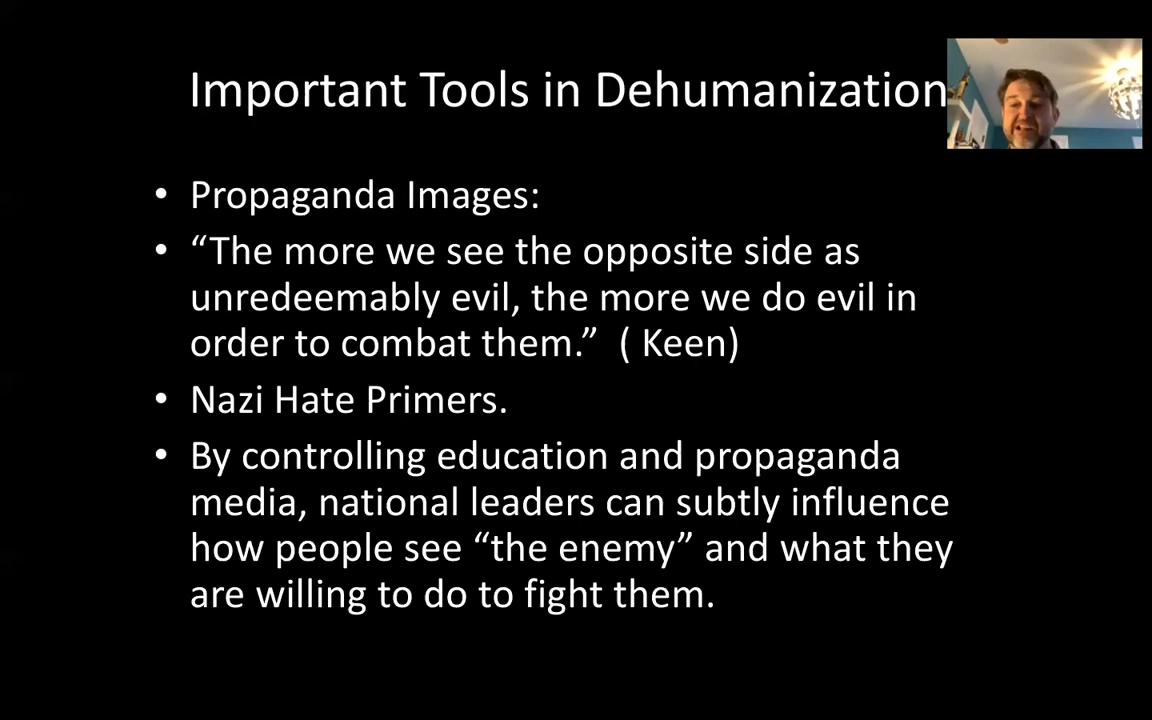 Important Tools in Dehumanization
• Propaganda Images:
• “The more we see the opposite side as
unredeemably evil, the more we do evil in
order to combat them.”  ( Keen)
• Nazi Hate Primers.
• By controlling education and propaganda
media, national leaders can subtly influence
how people see “the enemy” and what they
are willing to do to fight them.